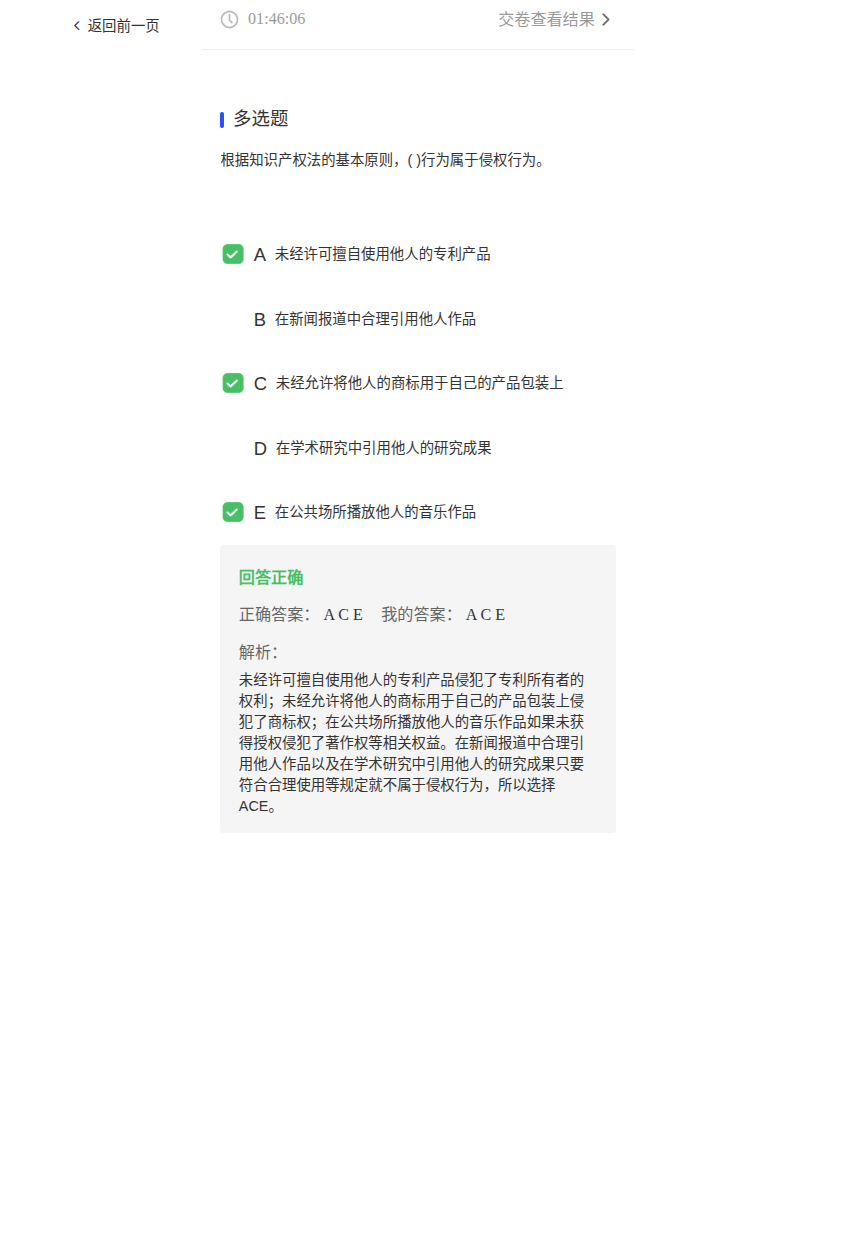 返回前一页
01:46:06
交卷查看结果
多选题
根据知识产权法的基本原则，( )行为属于侵权行为。
A 未经许可擅自使用他人的专利产品
B 在新闻报道中合理引用他人作品
C 未经允许将他人的商标用于自己的产品包装上
D 在学术研究中引用他人的研究成果
E 在公共场所播放他人的音乐作品
回答正确
正确答案： A C E 我的答案： A C E
解析：
未经许可擅自使用他人的专利产品侵犯了专利所有者的
权利；未经允许将他人的商标用于自己的产品包装上侵
犯了商标权；在公共场所播放他人的音乐作品如果未获
得授权侵犯了著作权等相关权益。在新闻报道中合理引
用他人作品以及在学术研究中引用他人的研究成果只要
符合合理使用等规定就不属于侵权行为，所以选择
ACE。